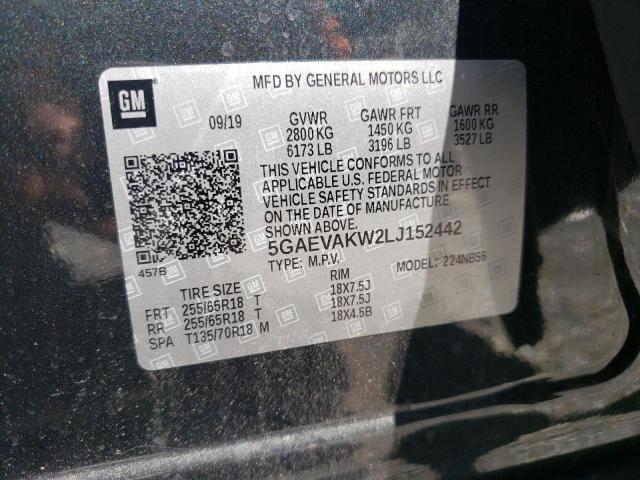 GM
MFD BY GENERAL MOTORS LLC
09/19 GVWR GAWR FRT GAWR RR
2800 KG 1450 KG 1600 KG
6173 LB 3196 LB 3527 LB
THIS VEHICLE CONFORMS TO ALL
APPLICABLE U.S. FEDERAL MOTOR
VEHICLE SAFETY STANDARDS IN EFFECT
ON THE DATE OF MANUFACTURE
SHOWN ABOVE.
5GAEVAKW2LJ152442
457B TYPE: M.P.V. MODEL: 224NB56
TIRE SIZE RIM
FRT 255/65R18 T 18X7.5J
RR 255/65R18 T 18X7.5J
SPA T135/70R18 M 18X4.5B